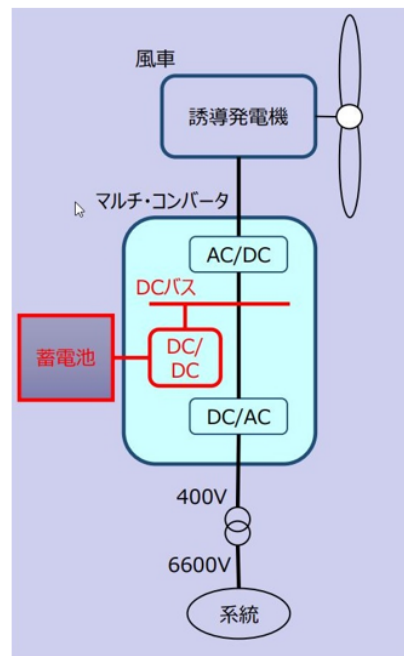 風車
誘導発電機
マルチ・コンバータ
AC/DC
DCバス
DC/
DC
蓄電池
DC/AC
400V
6600V
系統